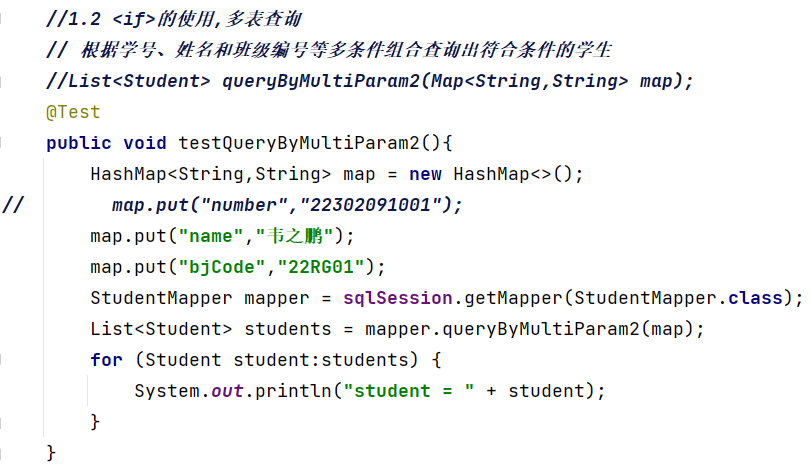 //1.2 <if>的使用,多表查询
// 根据学号、姓名和班级编号等多条件组合查询出符合条件的学生
//List<Student> queryByMultiParam2(Map<String,String> map);
@Test
public void testQueryByMultiParam2(){
HashMap<String,String> map = new HashMap<>();
// map.put("number","22302091001");
map.put("name","韦之鹏");
map.put("bjCode","22RG01");
StudentMapper mapper = sqlSession.getMapper(StudentMapper.class);
List<Student> students = mapper.queryByMultiParam2(map);
for (Student student:students) {
System.out.println("student = " + student);
}
}